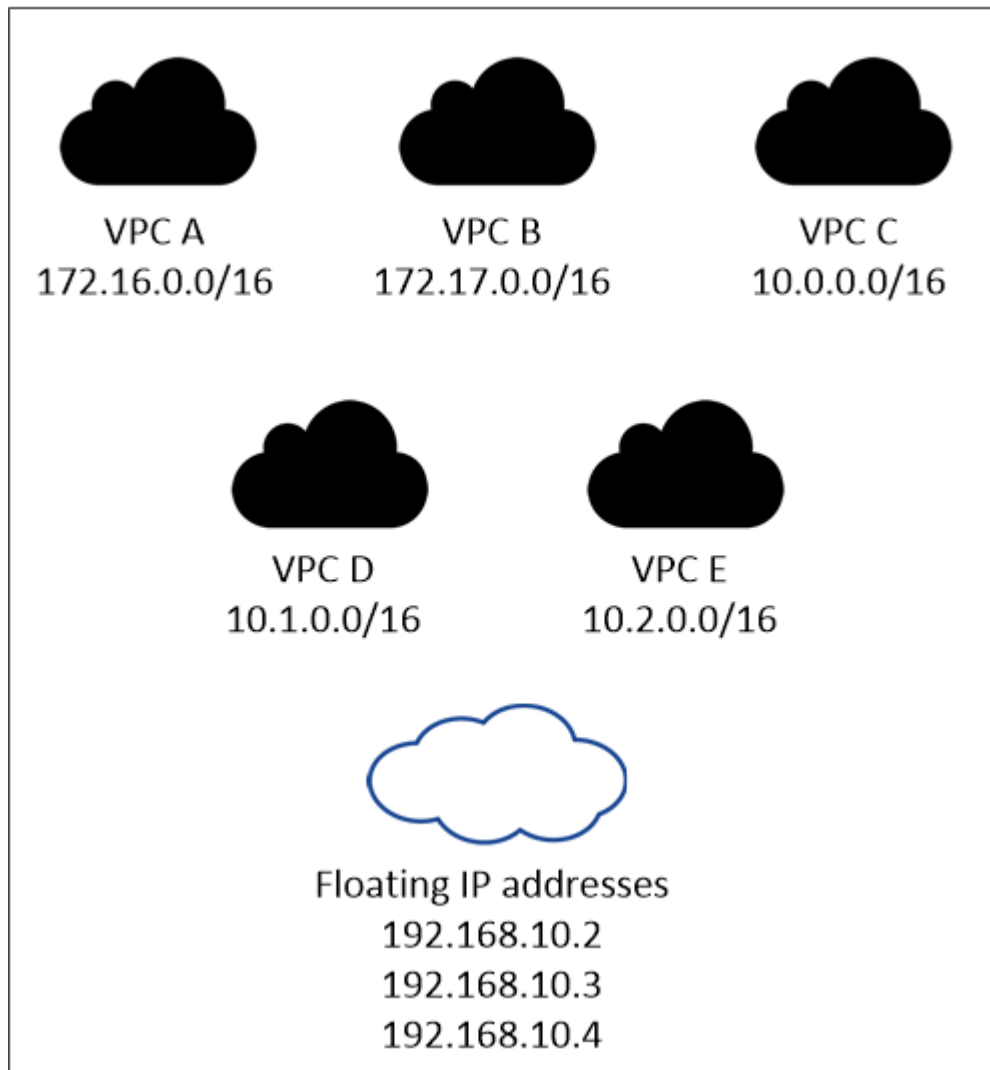 VPC A
172.16.0.0/16
VPC B
172.17.0.0/16
VPC C
10.0.0.0/16
VPC D
10.1.0.0/16
VPC E
10.2.0.0/16
Floating IP addresses
192.168.10.2
192.168.10.3
192.168.10.4